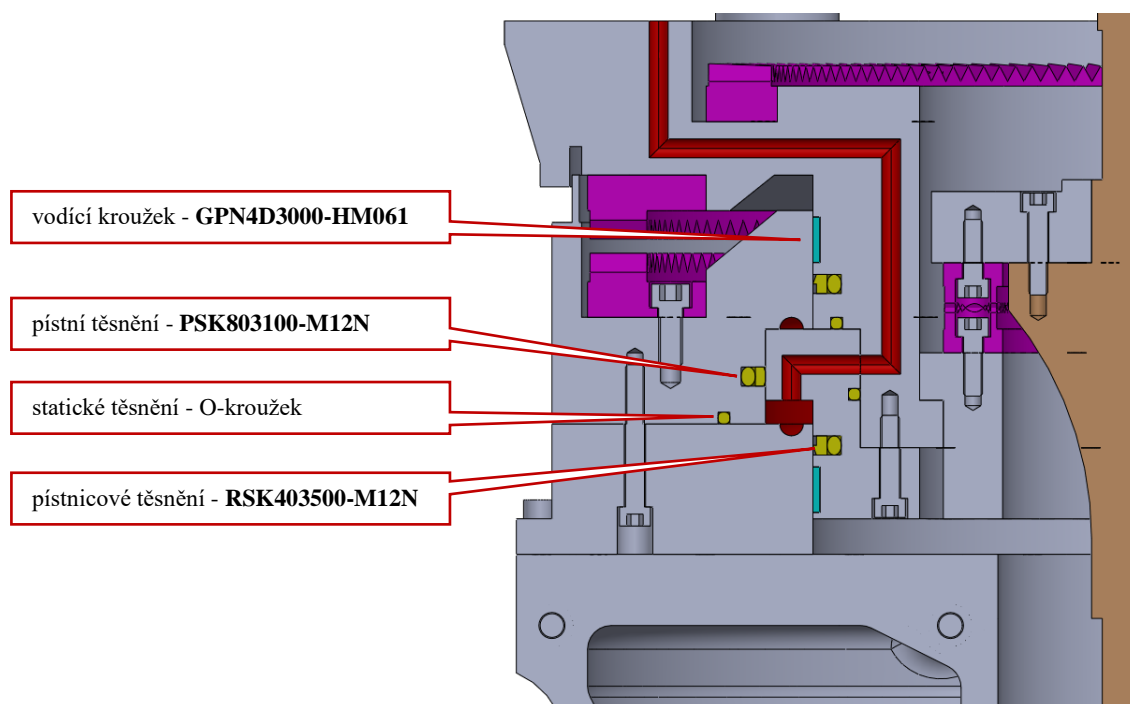 vodící kroužek - GPN4D3000-HM061
pístní těsnění - PSK803100-M12N
statické těsnění - O-kroužek
pístnicové těsnění - RSK403500-M12N